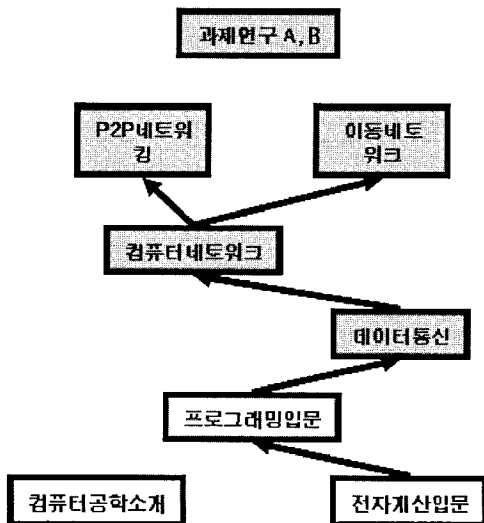 과제연구 A, B
P2P네트워
킹
이동네트
워크
컴퓨터네트워크
데이터통신
프로그래밍입문
컴퓨터공학소개
전자계산입문